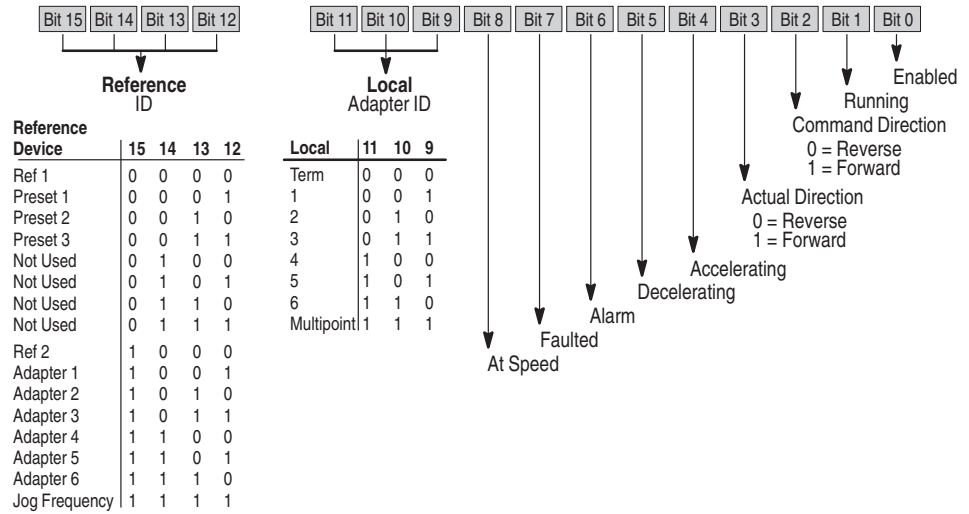 Bit 15 Bit 14 Bit 13 Bit 12 Bit 11 Bit 10 Bit 9 Bit 8 Bit 7 Bit 6 Bit 5 Bit 4 Bit 3 Bit 2 Bit 1 Bit 0
Reference
ID
Local
Adapter ID
Enabled
Running
Command Direction
0 = Reverse
1 = Forward
Actual Direction
0 = Reverse
1 = Forward
Accelerating
Decelerating
Alarm
Faulted
At Speed
Reference
Device 15 14 13 12
Ref 1 0 0 0 0
Preset 1 0 0 0 1
Preset 2 0 0 1 0
Preset 3 0 0 1 1
Not Used 0 1 0 0
Not Used 0 1 0 1
Not Used 0 1 1 0
Not Used 0 1 1 1
Ref 2 1 0 0 0
Adapter 1 1 0 0 1
Adapter 2 1 0 1 0
Adapter 3 1 0 1 1
Adapter 4 1 1 0 0
Adapter 5 1 1 0 1
Adapter 6 1 1 1 0
Jog Frequency 1 1 1 1
Local 11 10 9
Term 0 0 0
1 0 0 1
2 0 1 0
3 0 1 1
4 1 0 0
5 1 0 1
6 1 1 0
Multipoint 1 1 1